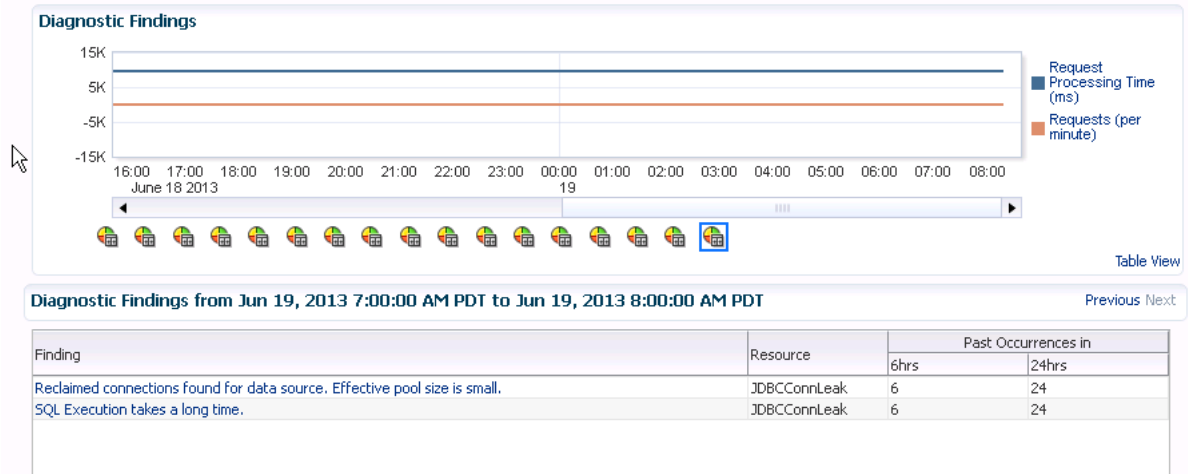 Diagnostic Findings
15K
5K
-5K
-15K
16:00 17:00 18:00 19:00 20:00 21:00 22:00 23:00 00:00 01:00 02:00 03:00 04:00 05:00 06:00 07:00 08:00
June 18 2013 19
Request
Processing Time
(ms)
Requests (per
minute)
Table View
Diagnostic Findings from Jun 19, 2013 7:00:00 AM PDT to Jun 19, 2013 8:00:00 AM PDT
Previous Next
Finding Resource Past Occurrences in
6hrs 24hrs
Reclaimed connections found for data source. Effective pool size is small. JDBCConnLeak 6 24
SQL Execution takes a long time. JDBCConnLeak 6 24